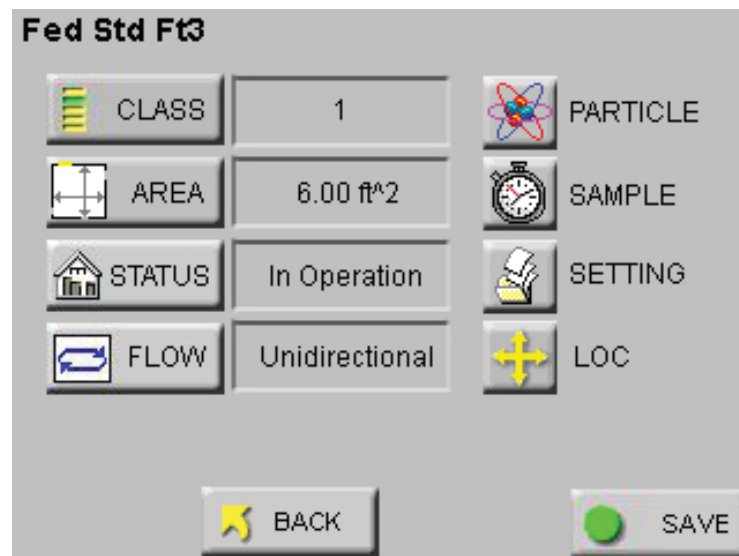 Fed Std Ft3
CLASS 1 PARTICLE
AREA 6.00 ft^2 SAMPLE
STATUS In Operation SETTING
FLOW Unidirectional LOC
BACK SAVE